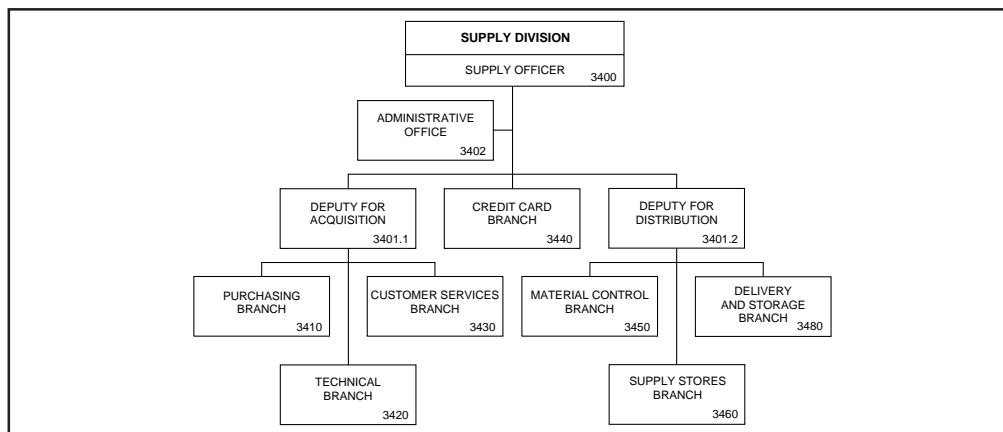 SUPPLY DIVISION
SUPPLY OFFICER
3400
ADMINISTRATIVE
OFFICE
3402
DEPUTY FOR
ACQUISITION
3401.1
CREDIT CARD
BRANCH
3440
DEPUTY FOR
DISTRIBUTION
3401.2
PURCHASING
BRANCH
3410
CUSTOMER SERVICES
BRANCH
3430
MATERIAL CONTROL
BRANCH
3450
DELIVERY
AND STORAGE
BRANCH
3480
TECHNICAL
BRANCH
3420
SUPPLY STORES
BRANCH
3460